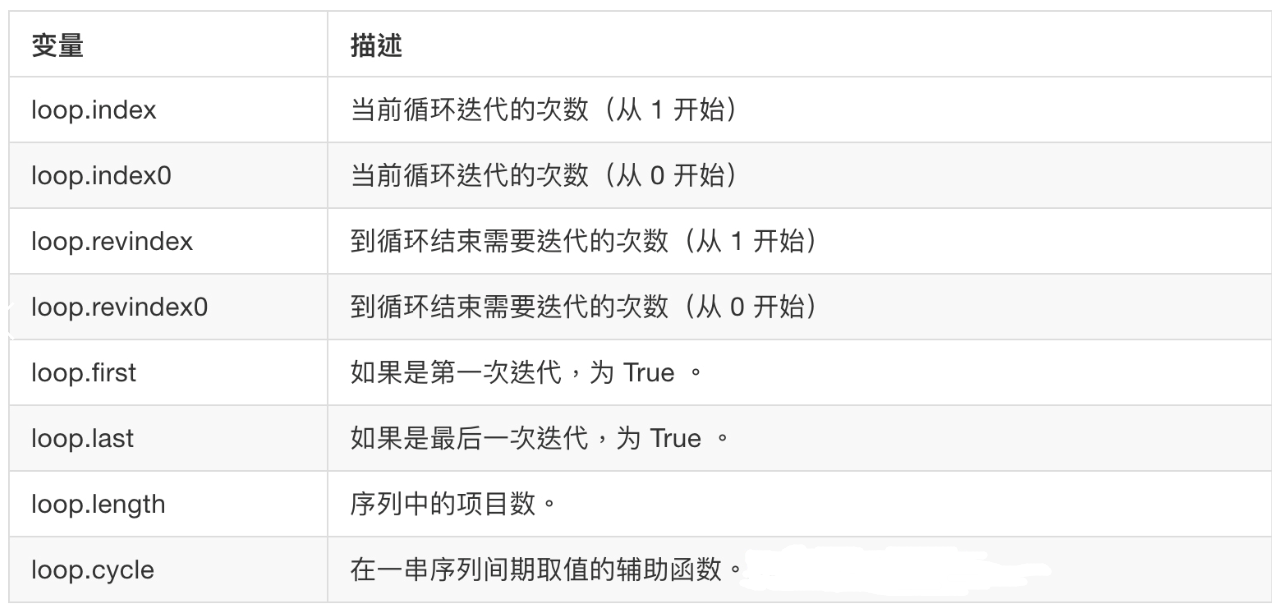 变量 描述
loop.index 当前循环迭代的次数（从 1 开始）
loop.index0 当前循环迭代的次数（从 0 开始）
loop.revindex 到循环结束需要迭代的次数（从 1 开始）
loop.revindex0 到循环结束需要迭代的次数（从 0 开始）
loop.first 如果是第一次迭代，为 True 。
loop.last 如果是最后一次迭代，为 True 。
loop.length 序列中的项目数。
loop.cycle 在一串序列间期取值的辅助函数。